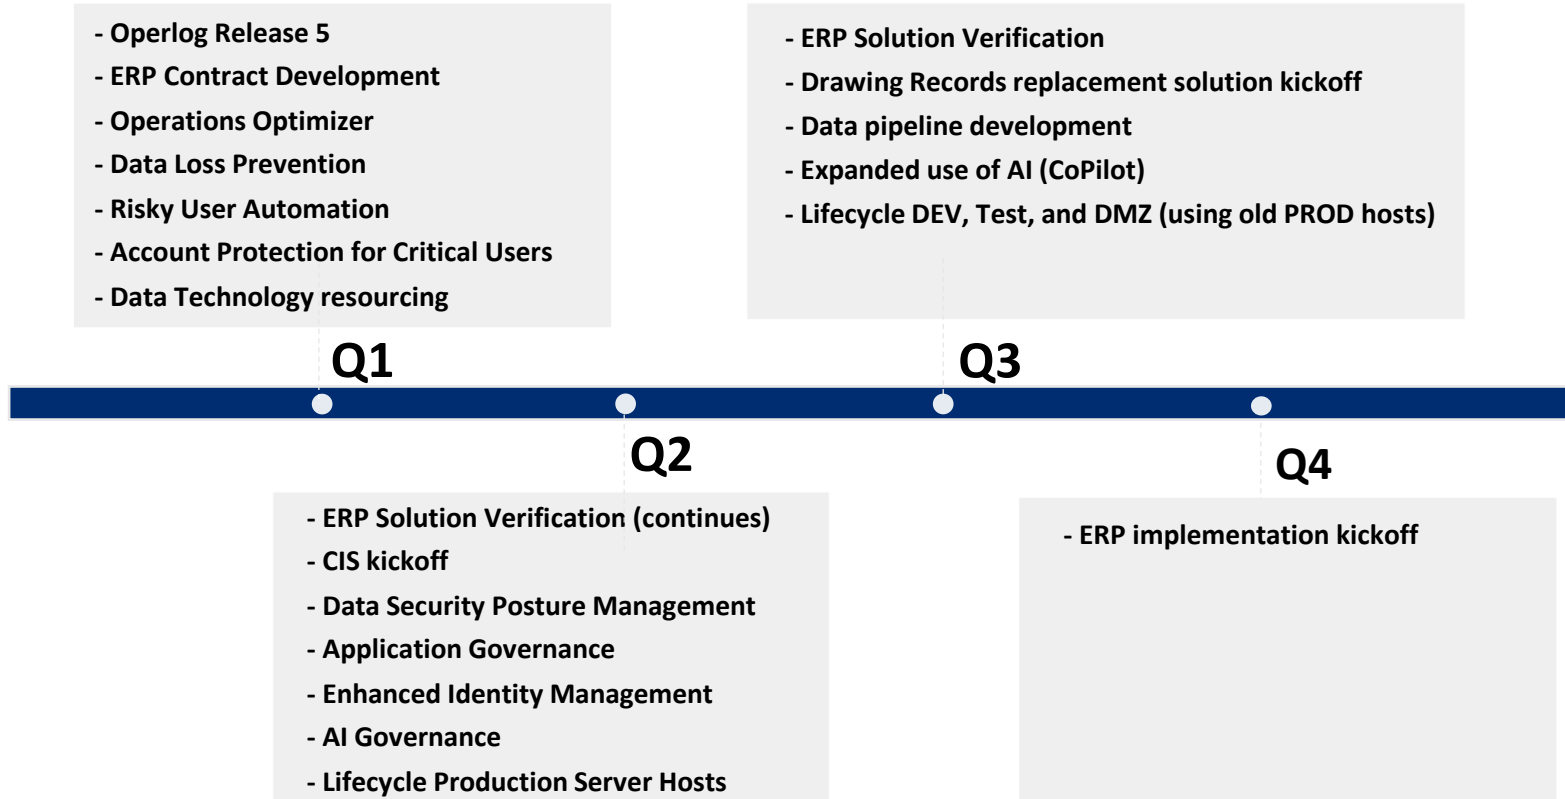 - Operlog Release 5
- ERP Contract Development
- Operations Optimizer
- Data Loss Prevention
- Risky User Automation
- Account Protection for Critical Users
- Data Technology resourcing
Q1
Q2
- ERP Solution Verification (continues)
- CIS kickoff
- Data Security Posture Management
- Application Governance
- Enhanced Identity Management
- AI Governance
- Lifecycle Production Server Hosts
- ERP Solution Verification
- Drawing Records replacement solution kickoff
- Data pipeline development
- Expanded use of AI (CoPilot)
- Lifecycle DEV, Test, and DMZ (using old PROD hosts)
Q3
Q4
- ERP implementation kickoff